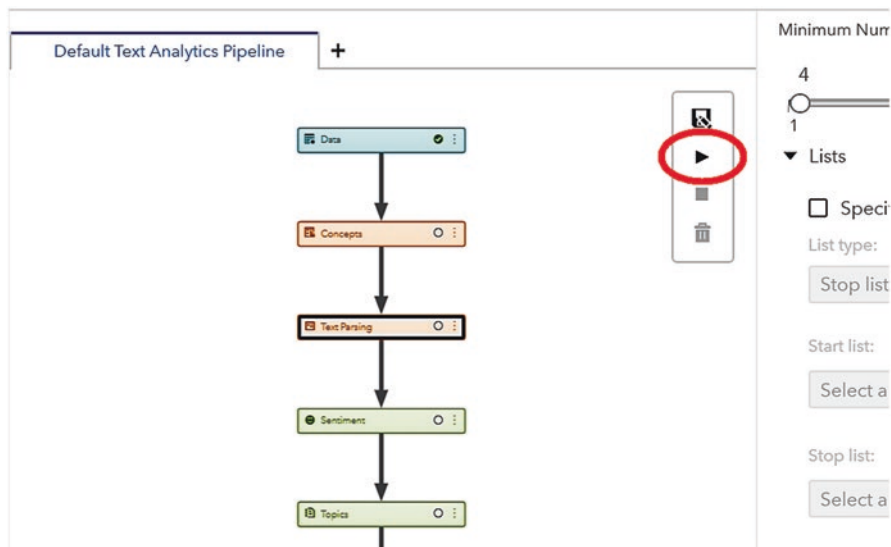 Default Text Analytics Pipeline
+
Data
Concepts
Text Parsing
Sentiment
Topics
Minimum Num
4
1
Lists
Specif
List type:
Stop list
Start list:
Select a
Stop list:
Select a